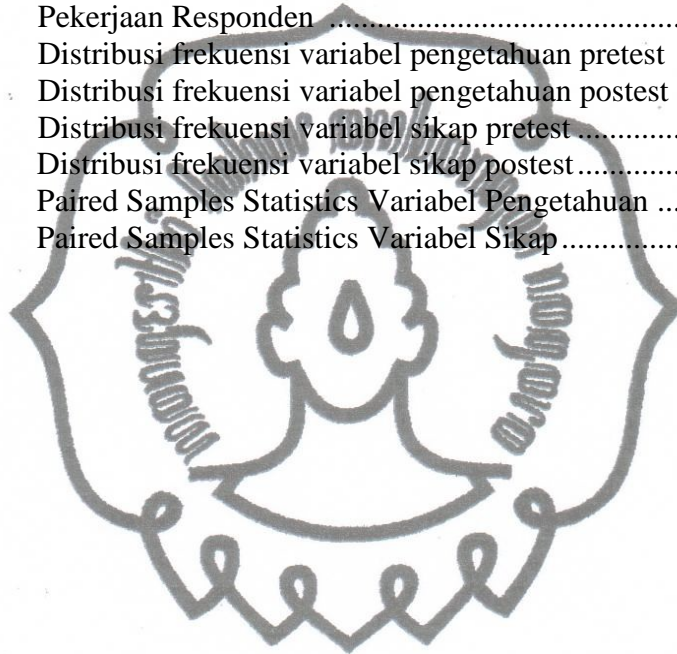 Pekerjaan Responden ......................................
Distribusi frekuensi variabel pengetahuan pretest
Distribusi frekuensi variabel pengetahuan postest
Distribusi frekuensi variabel sikap pretest .............
Distribusi frekuensi variabel sikap postest .............
Paired Samples Statistics Variabel Pengetahuan ...
Paired Samples Statistics Variabel Sikap ...............